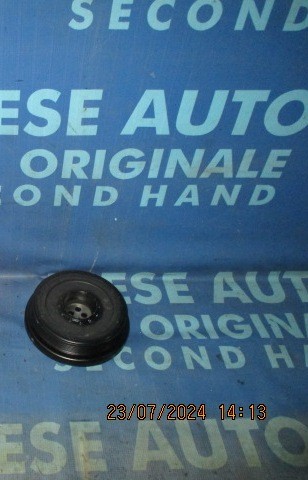 SECOND
ESE AUTO
ORIGINALE
SECOND HAND
ESE AUTO
ORIGINALE
SECOND HAND
23/07/2024 14:13
ESE AUTO